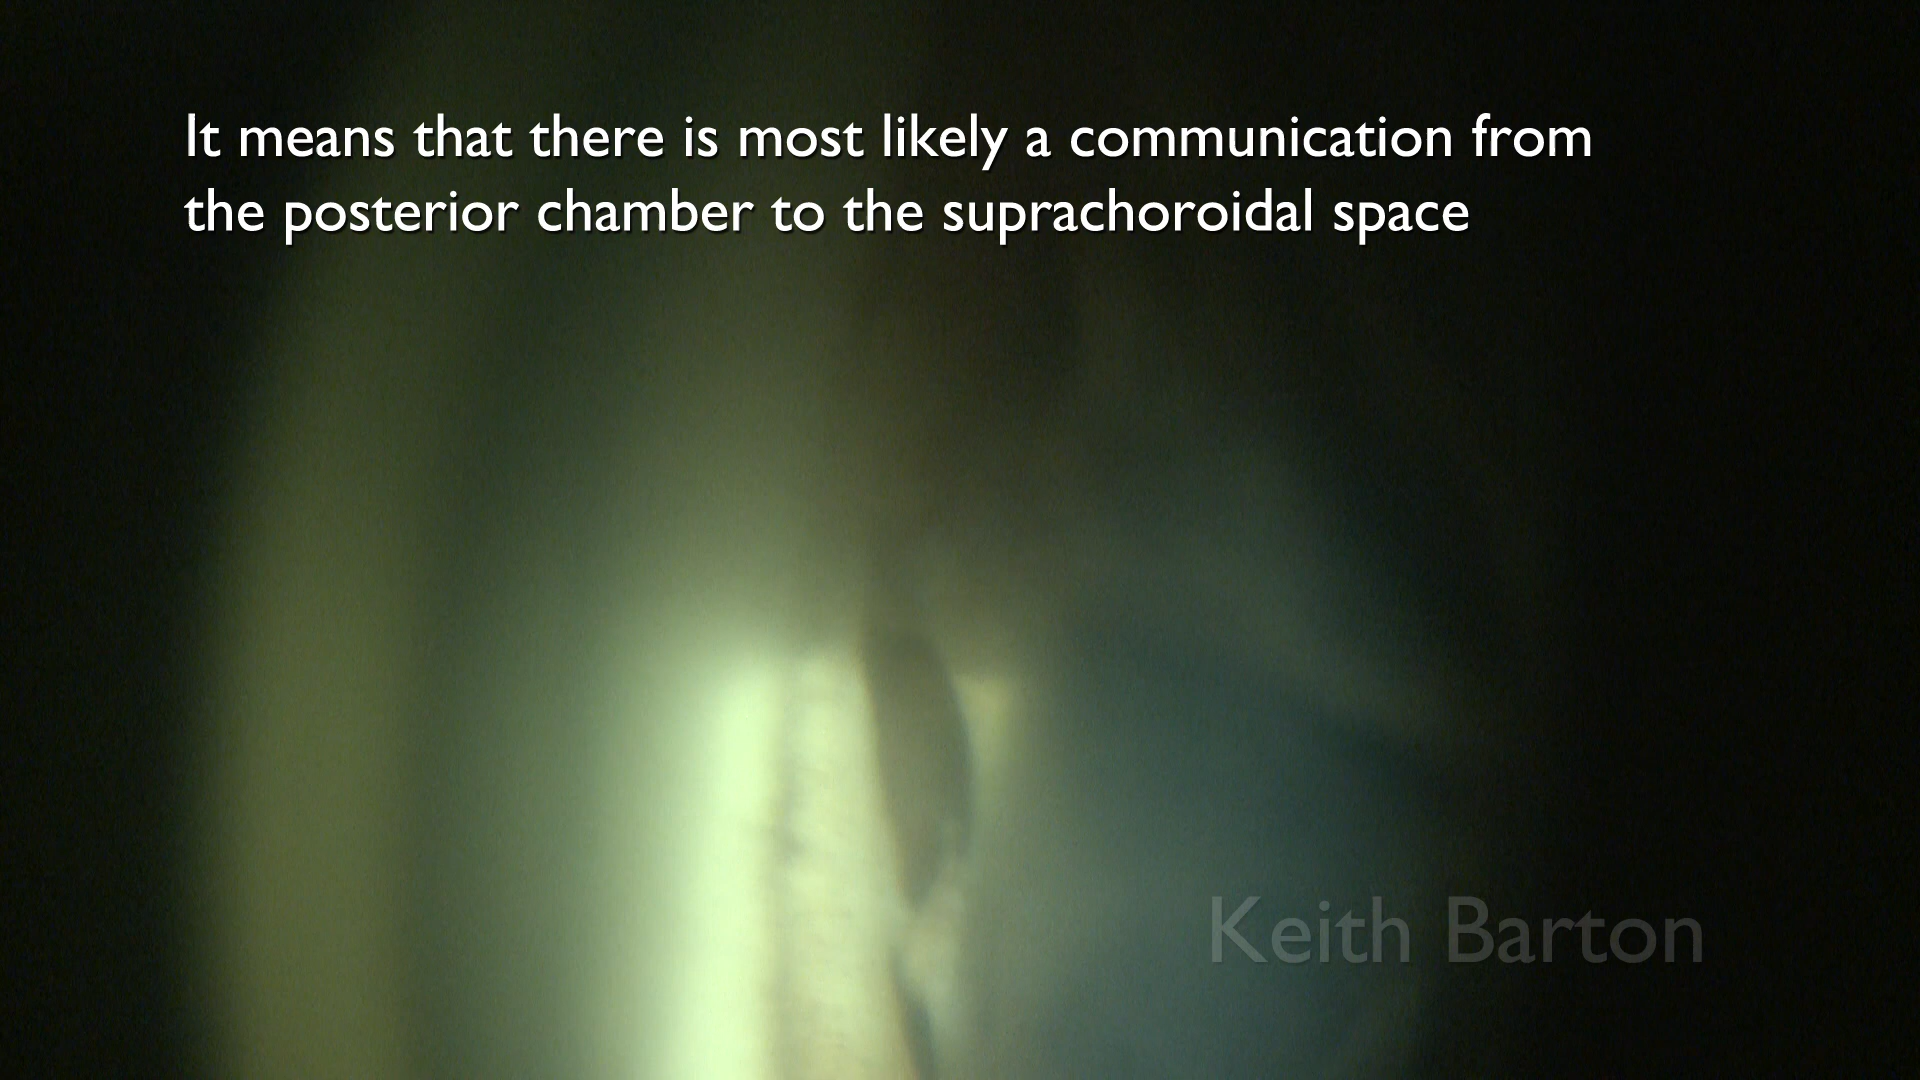 It means that there is most likely a communication from
the posterior chamber to the suprachoroidal space
Keith Barton